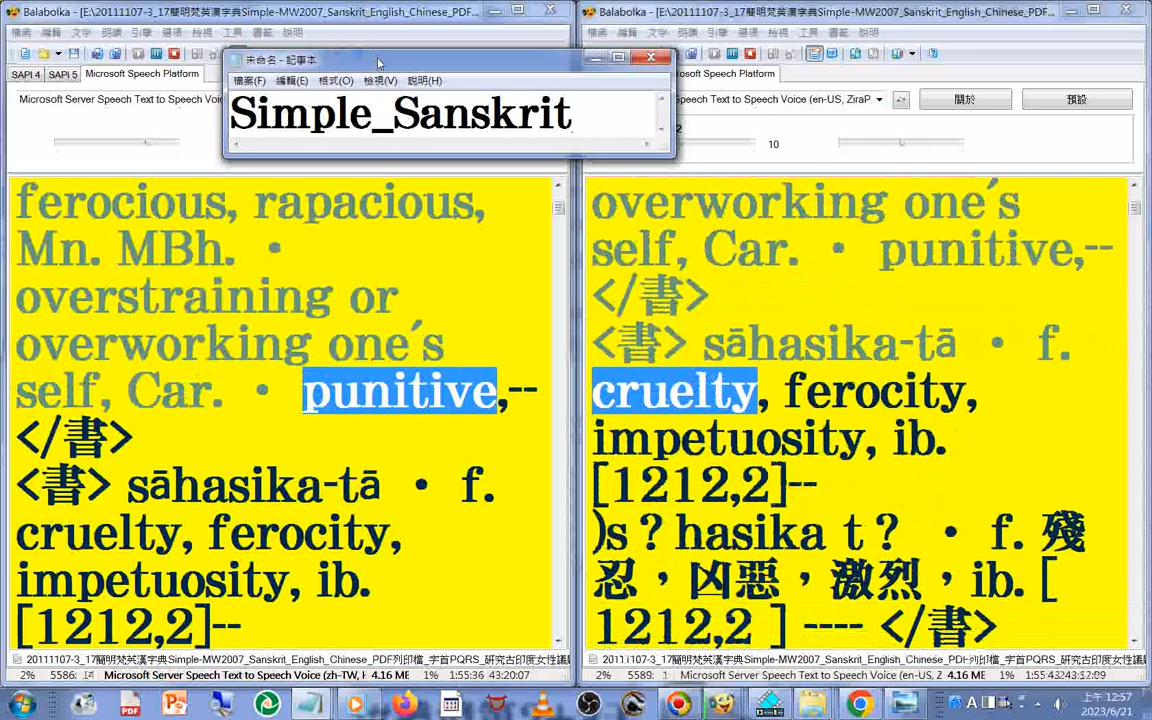 Balabolka - [E:\20111107-3_17簡明梵英漢字典Simple-MW2007_Sanskrit_English_Chinese_PDF...
檔案 編輯 文字 朗讀 引擎 選項 檢視 書籤 工具 說明
SAPI 4 SAPI 5 Microsoft Speech Platform
Microsoft Server Speech Text to Speech Voi
ferocious, rapacious,
Mn. MBh. •
overstraining or
overworking one´s
self, Car. • punitive,--
</書>
<書> sāhasika-tā • f.
cruelty, ferocity,
impetuosity, ib.
[1212,2]--
20111107-3_17簡明梵英漢字典Simple-MW2007_Sanskrit_English_Chinese_PDF列印檔_字首PQRS_研究古印度女性議
2% 5586: Microsoft Server Speech Text to Speech Voice (zh-TW, 4.16 ME 1% 1:55:36 43:20:07
未命名 - 記事本
檔案(F) 編輯(E) 格式(O) 檢視(V) 說明(H)
Simple_Sanskrit
Balabolka - [E:\20111107-3_17簡明梵英漢字典Simple-MW2007_Sanskrit_English_Chinese_PDF...
檔案 編輯 文字 朗讀 引擎 選項 檢視 書籤 工具 說明
Microsoft Speech Platform
Speech Text to Speech Voice (en-US, ZiraP 關於 預設
2
10
overworking one´s
self, Car. • punitive,--
</書>
<書> sāhasika-tā • f.
cruelty, ferocity,
impetuosity, ib.
[1212,2]--
)s？hasika t？ • f. 殘
忍，凶惡，激烈，ib. [
1212,2 ] ---- </書>
20111107-3_17簡明梵英漢字典Simple-MW2007_Sanskrit_English_Chinese_PDF列印檔_字首PQRS_研究古印度女性議
2% 5589: Microsoft Server Speech Text to Speech Voice (en-US, 4.16 ME 1%
上午 12:57
2023/6/21